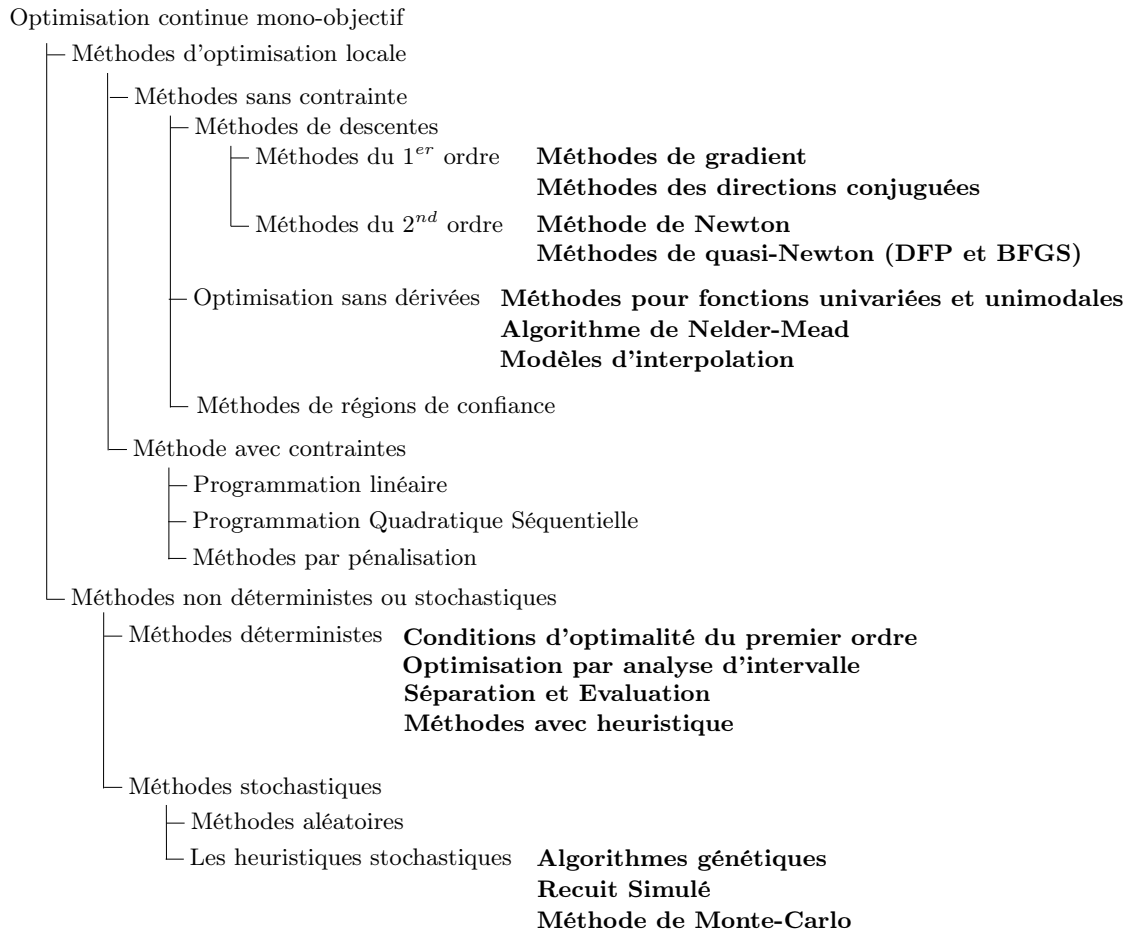 Optimisation continue mono-objectif
Méthodes d'optimisation locale
Méthodes sans contrainte
Méthodes de descentes
Méthodes du 1er ordre Méthodes de gradient
Méthodes des directions conjuguées
Méthodes du 2nd ordre Méthode de Newton
Méthodes de quasi-Newton (DFP et BFGS)
Optimisation sans dérivées Méthodes pour fonctions univariées et unimodales
Algorithme de Nelder-Mead
Modèles d'interpolation
Méthodes de régions de confiance
Méthode avec contraintes
Programmation linéaire
Programmation Quadratique Séquentielle
Méthodes par pénalisation
Méthodes non déterministes ou stochastiques
Méthodes déterministes Conditions d'optimalité du premier ordre
Optimisation par analyse d'intervalle
Séparation et Evaluation
Méthodes avec heuristique
Méthodes stochastiques
Méthodes aléatoires
Les heuristiques stochastiques Algorithmes génétiques
Recuit Simulé
Méthode de Monte-Carlo